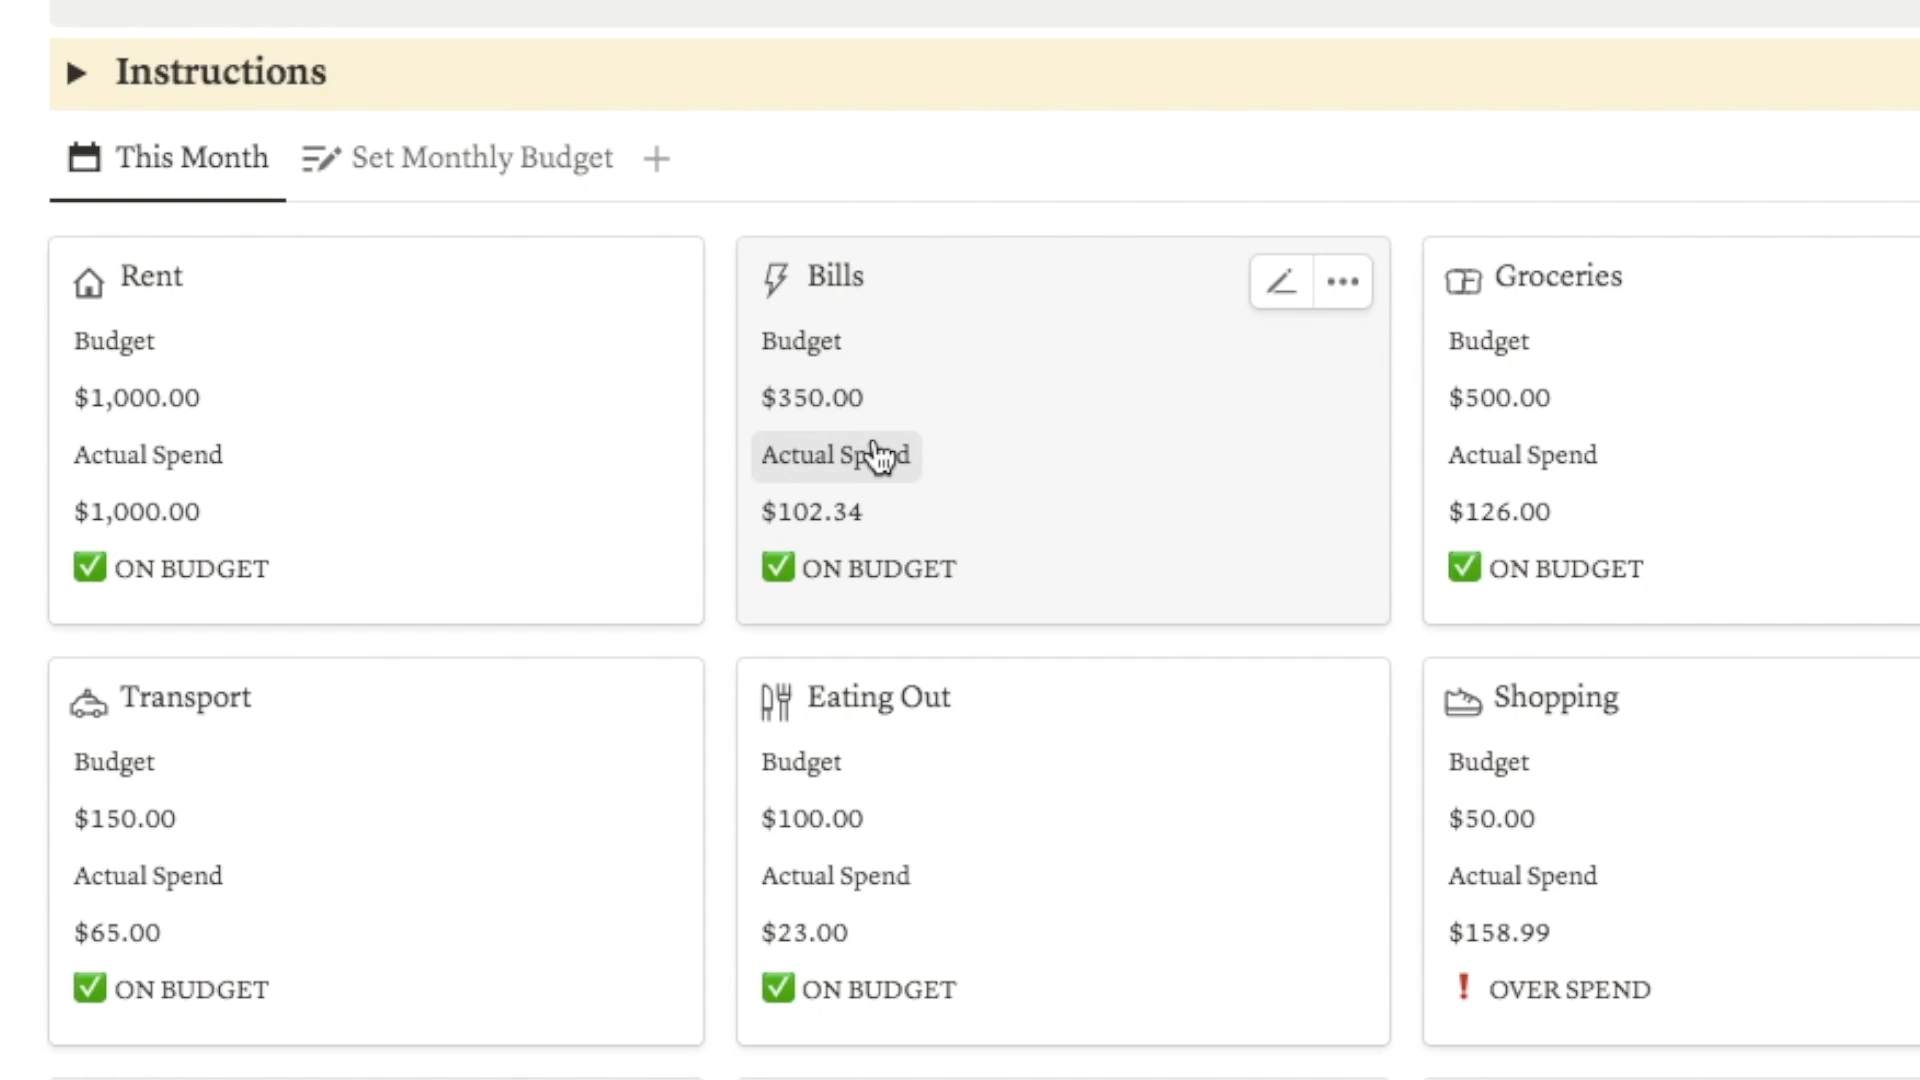 Instructions
This Month Set Monthly Budget
Rent
Budget
$1,000.00
Actual Spend
$1,000.00
ON BUDGET
Bills
Budget
$350.00
Actual Spend
$102.34
ON BUDGET
Groceries
Budget
$500.00
Actual Spend
$126.00
ON BUDGET
Transport
Budget
$150.00
Actual Spend
$65.00
ON BUDGET
Eating Out
Budget
$100.00
Actual Spend
$23.00
ON BUDGET
Shopping
Budget
$50.00
Actual Spend
$158.99
OVER SPEND